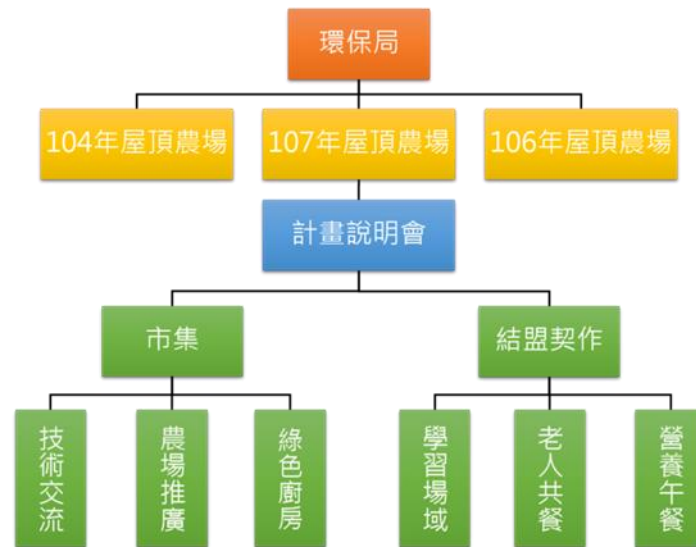 環保局
104年屋頂農場
107年屋頂農場
106年屋頂農場
計畫說明會
市集
結盟契作
技術交流
農場推廣
綠色廚房
學習場域
老人共餐
營養午餐